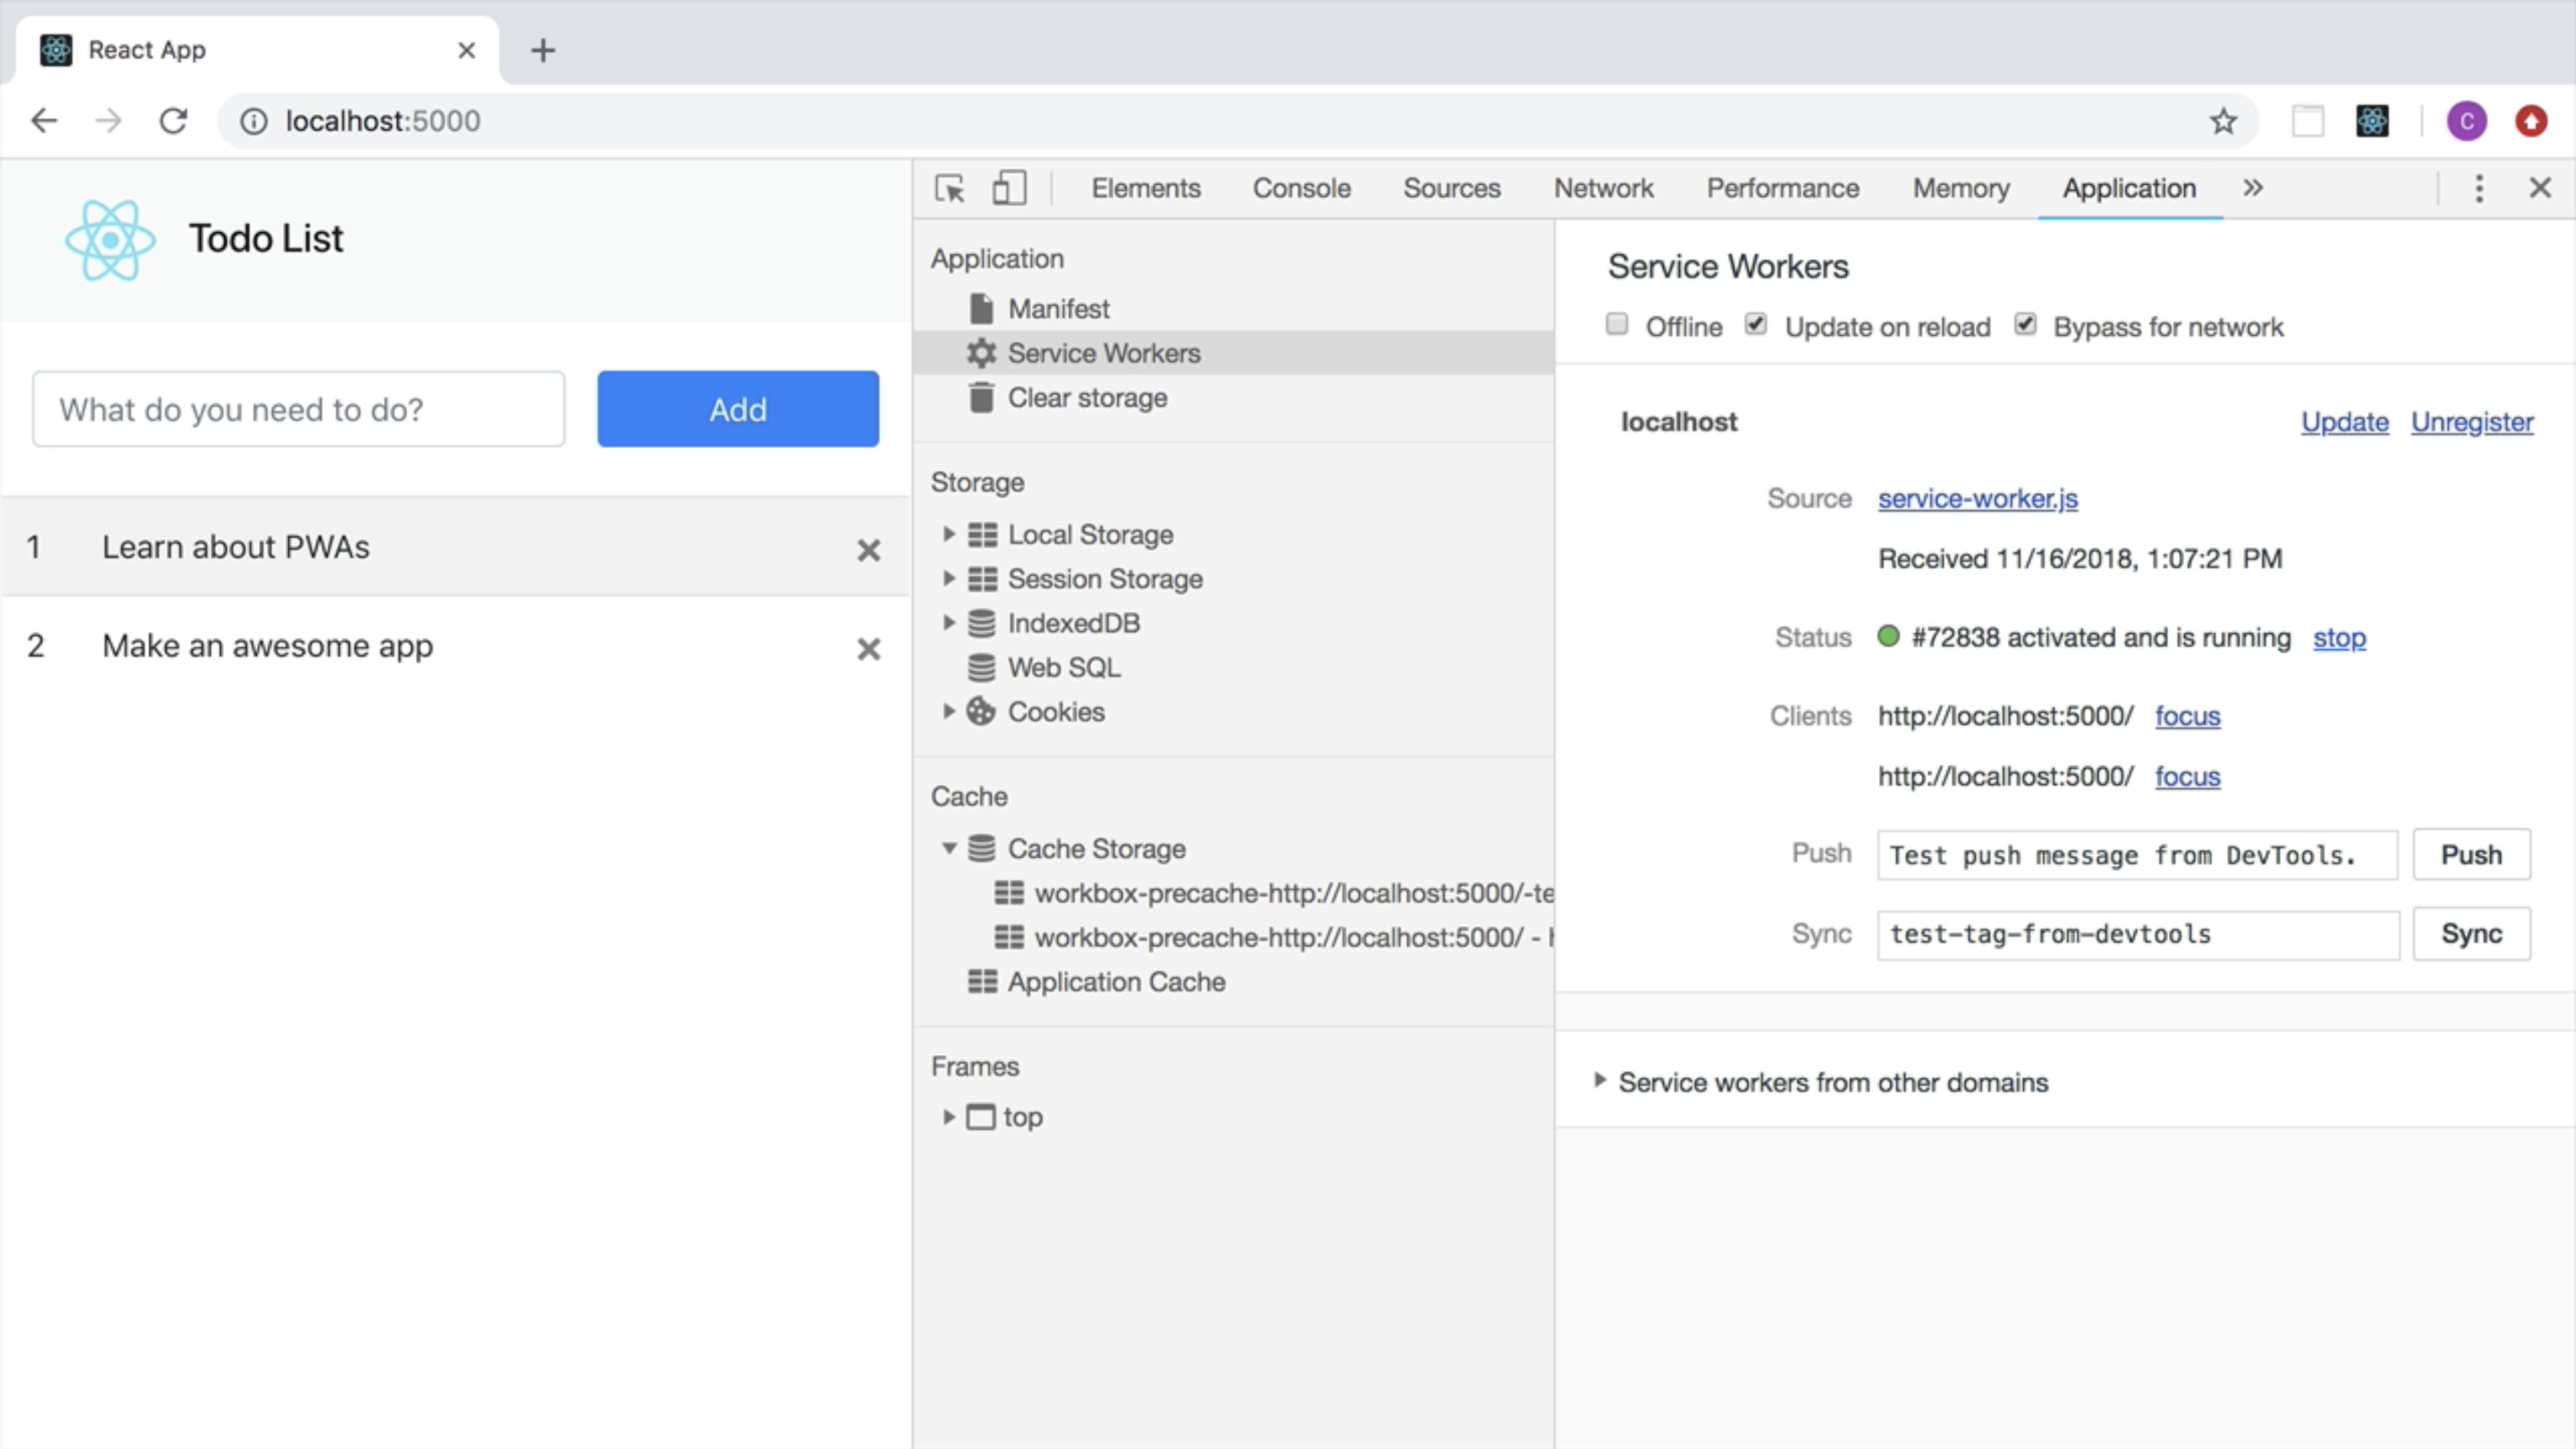 React App
localhost:5000
C
Todo List
What do you need to do?
Add
1 Learn about PWAs
2 Make an awesome app
Elements Console Sources Network Performance Memory Application
Application
Manifest
Service Workers
Clear storage
Storage
Local Storage
Session Storage
IndexedDB
Web SQL
Cookies
Cache
Cache Storage
workbox-precache-http://localhost:5000/-te
workbox-precache-http://localhost:5000/ -
Application Cache
Frames
top
Service Workers
Offline Update on reload Bypass for network
localhost Update Unregister
Source service-worker.js
Received 11/16/2018, 1:07:21 PM
Status #72838 activated and is running stop
Clients http://localhost:5000/ focus
http://localhost:5000/ focus
Push Test push message from DevTools. Push
Sync test-tag-from-devtools Sync
Service workers from other domains